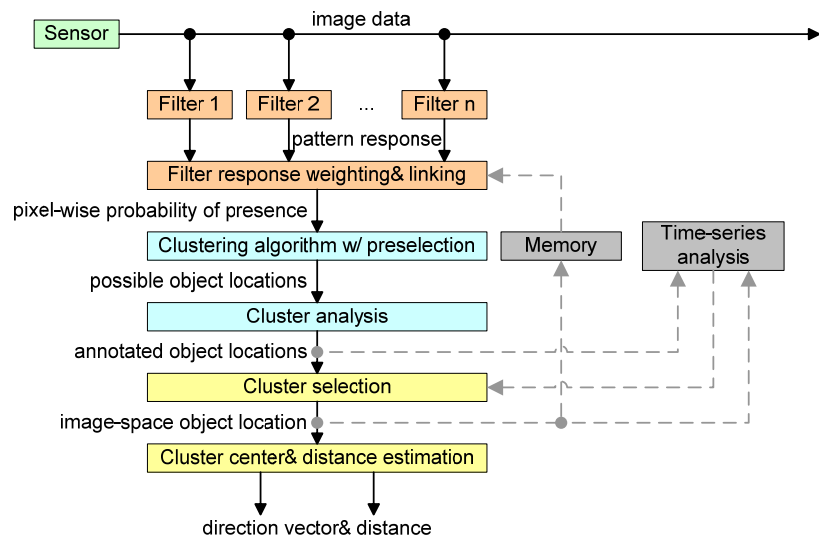 image data
Sensor
Filter 1
Filter 2
...
Filter n
pattern response
Filter response weighting& linking
pixel-wise probability of presence
Clustering algorithm w/ preselection
Memory
Time-series
analysis
possible object locations
Cluster analysis
annotated object locations
Cluster selection
image-space object location
Cluster center& distance estimation
direction vector& distance